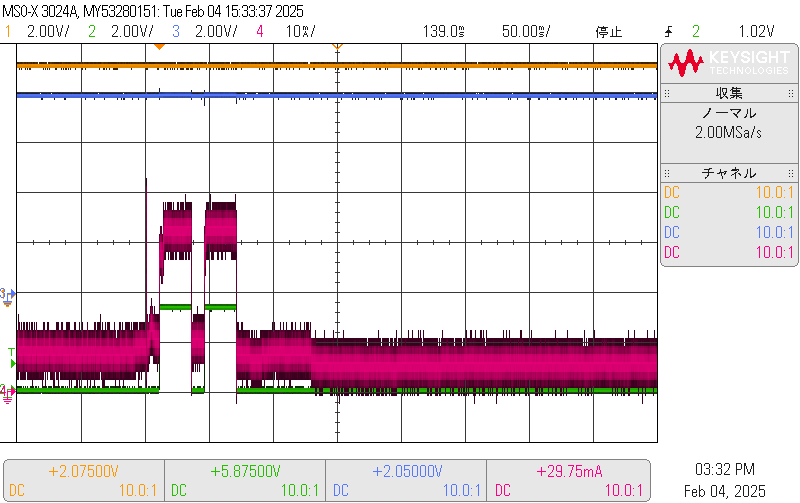 MSO-X 3024A, MY53280151: Tue Feb 04 15:33:37 2025
1 2.00V/ 2 2.00V/ 3 2.00V/ 4 10%/ 139.0s 50.00s/ 停止 2 1.02V
KEYSIGHT
TECHNOLOGIES
収集
ノーマル
2.00MSa/s
チャネル
DC 10.0:1
DC 10.0:1
DC 10.0:1
DC 10.0:1
3
T
4
+2.07500V +5.87500V +2.05000V +29.75mA
DC 10.0:1 DC 10.0:1 DC 10.0:1 DC 10.0:1
03:32 PM
Feb 04, 2025